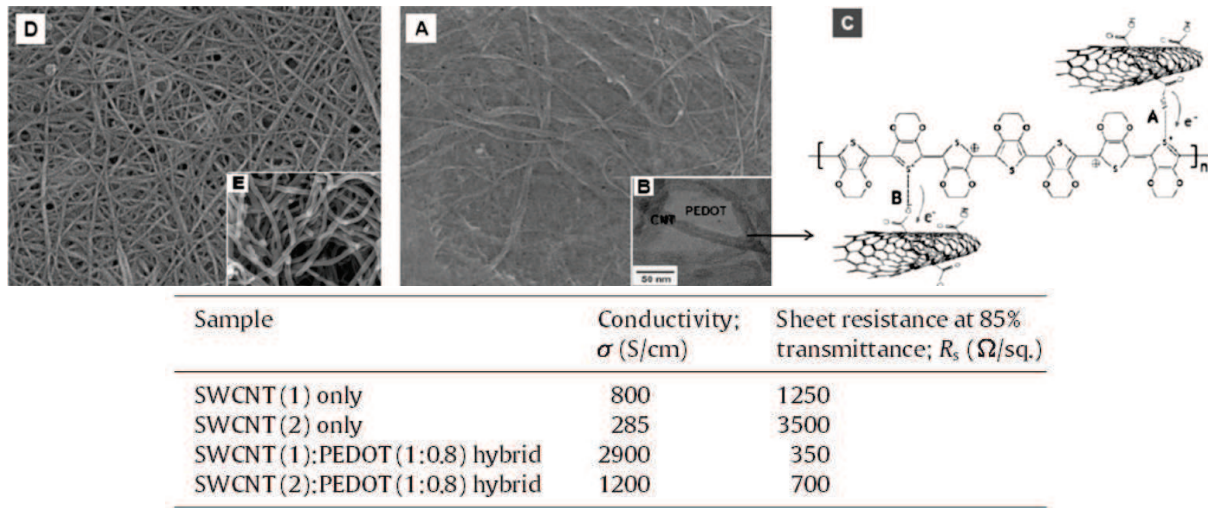 D
A
C
E
B
CNT
PEDOT
50 nm
A
e-
S
S
S
S
S
S
S
O
O
O
O
O
O
O
O
O
O
O
O
O
O
n
B
e-
Sample Conductivity; Sheet resistance at 85%
σ (S/cm) transmittance; Rs (Ω/sq.)
SWCNT(1) only 800 1250
SWCNT(2) only 285 3500
SWCNT(1):PEDOT(1:0.8) hybrid 2900 350
SWCNT(2):PEDOT(1:0.8) hybrid 1200 700